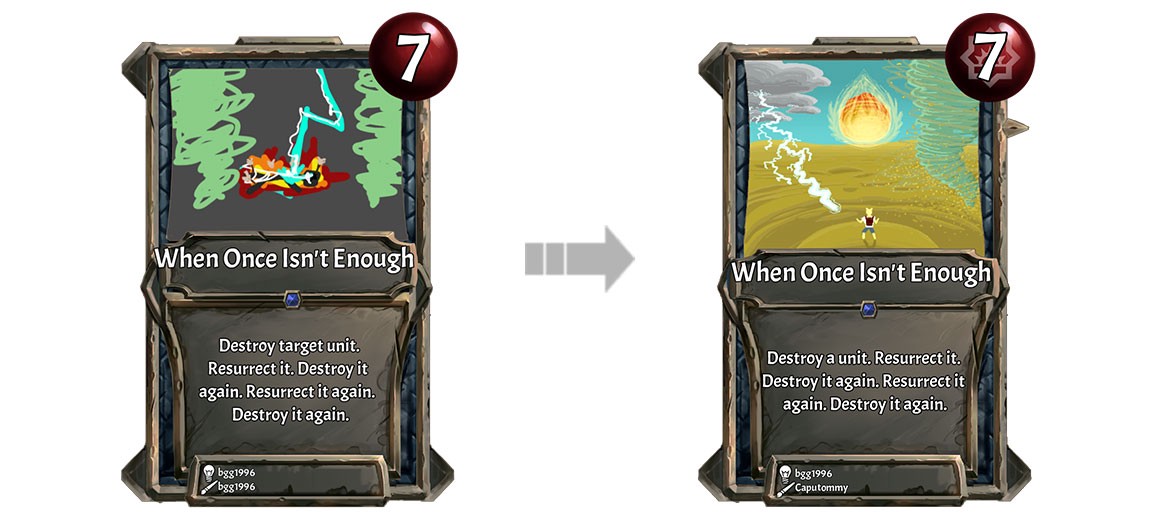 7
When Once Isn't Enough
Destroy target unit.
Resurrect it. Destroy it
again. Resurrect it again.
Destroy it again.
bgg1996
bgg1996
7
When Once Isn't Enough
Destroy a unit. Resurrect it.
Destroy it again. Resurrect it
again. Destroy it again.
bgg1996
Caputommy